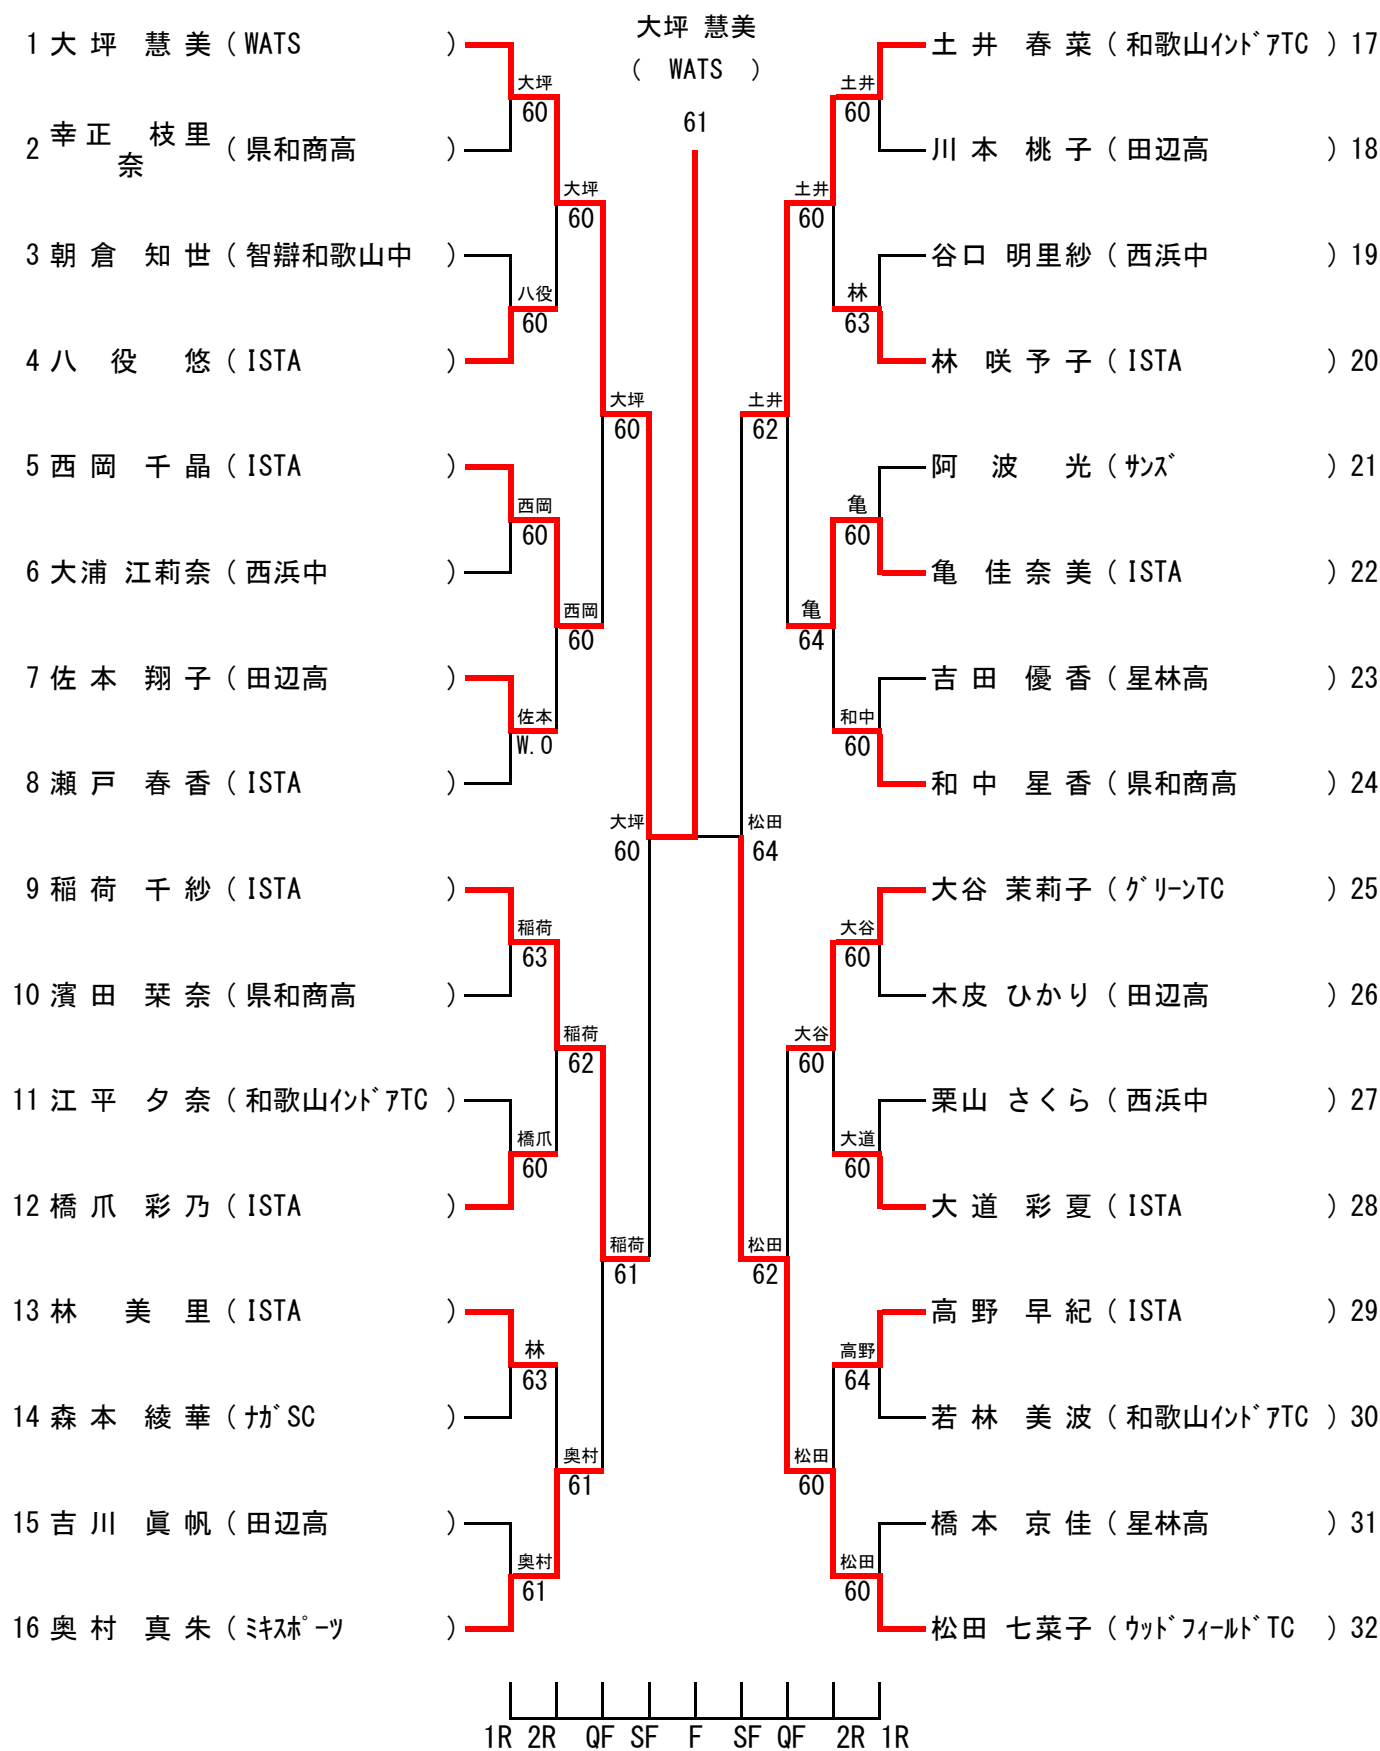 大坪 慧美
( WATS )
61
1 大坪 慧美 ( WATS )
大坪
60
2 幸正 枝里奈 ( 県和商高 )
大坪
60
3 朝倉 知世 ( 智辯和歌山中 )
八役
60
4 八役 悠 ( ISTA )
大坪
60
5 西岡 千晶 ( ISTA )
西岡
60
6 大浦 江莉奈 ( 西浜中 )
西岡
60
7 佐本 翔子 ( 田辺高 )
佐本
W.O
8 瀬戸 春香 ( ISTA )
大坪
60
9 稲荷 千紗 ( ISTA )
稲荷
63
10 濱田 栞奈 ( 県和商高 )
稲荷
62
11 江平 夕奈 ( 和歌山インドアTC )
橋爪
60
12 橋爪 彩乃 ( ISTA )
稲荷
61
13 林 美里 ( ISTA )
林
63
14 森本 綾華 ( ナガSC )
奥村
61
15 吉川 眞帆 ( 田辺高 )
奥村
61
16 奥村 真朱 ( ミキスポーツ )
土井 春菜 ( 和歌山インドアTC ) 17
土井
60
川本 桃子 ( 田辺高 ) 18
土井
60
谷口 明里紗 ( 西浜中 ) 19
林
63
林 咲予子 ( ISTA ) 20
土井
62
阿波 光 ( サンズ ) 21
亀
60
亀 佳奈美 ( ISTA ) 22
亀
64
吉田 優香 ( 星林高 ) 23
和中
60
和中 星香 ( 県和商高 ) 24
松田
64
大谷 茉莉子 ( グリーンTC ) 25
大谷
60
木皮 ひかり ( 田辺高 ) 26
大谷
60
栗山 さくら ( 西浜中 ) 27
大道
60
大道 彩夏 ( ISTA ) 28
松田
62
高野 早紀 ( ISTA ) 29
高野
64
若林 美波 ( 和歌山インドアTC ) 30
松田
60
橋本 京佳 ( 星林高 ) 31
松田
60
松田 七菜子 ( ウッドフィールドTC ) 32
1R 2R QF SF F SF QF 2R 1R